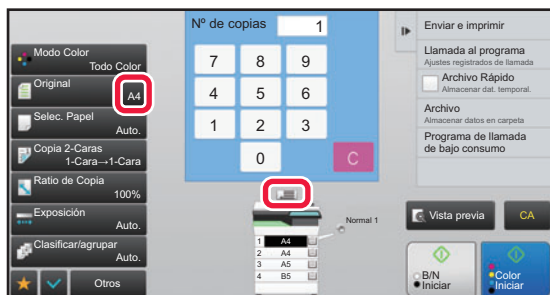 Nº de copias 1
Modo Color
Todo Color
Original
A4
Selec. Papel
Auto.
Copia 2-Caras
1-Cara→1-Cara
Ratio de Copia
100%
Exposición
Auto.
Clasificar/agrupar
Auto.
Otros
7 8 9
4 5 6
1 2 3
0 C
Normal 1
1 A4
2 A4
3 A5
4 B5
Enviar e imprimir
Llamada al programa
Ajustes registrados de llamada
Archivo Rápido
Almacenar dat. temporal.
Archivo
Almacenar datos en carpeta
Programa de llamada
de bajo consumo
Vista previa
CA
B/N
Iniciar
Color
Iniciar